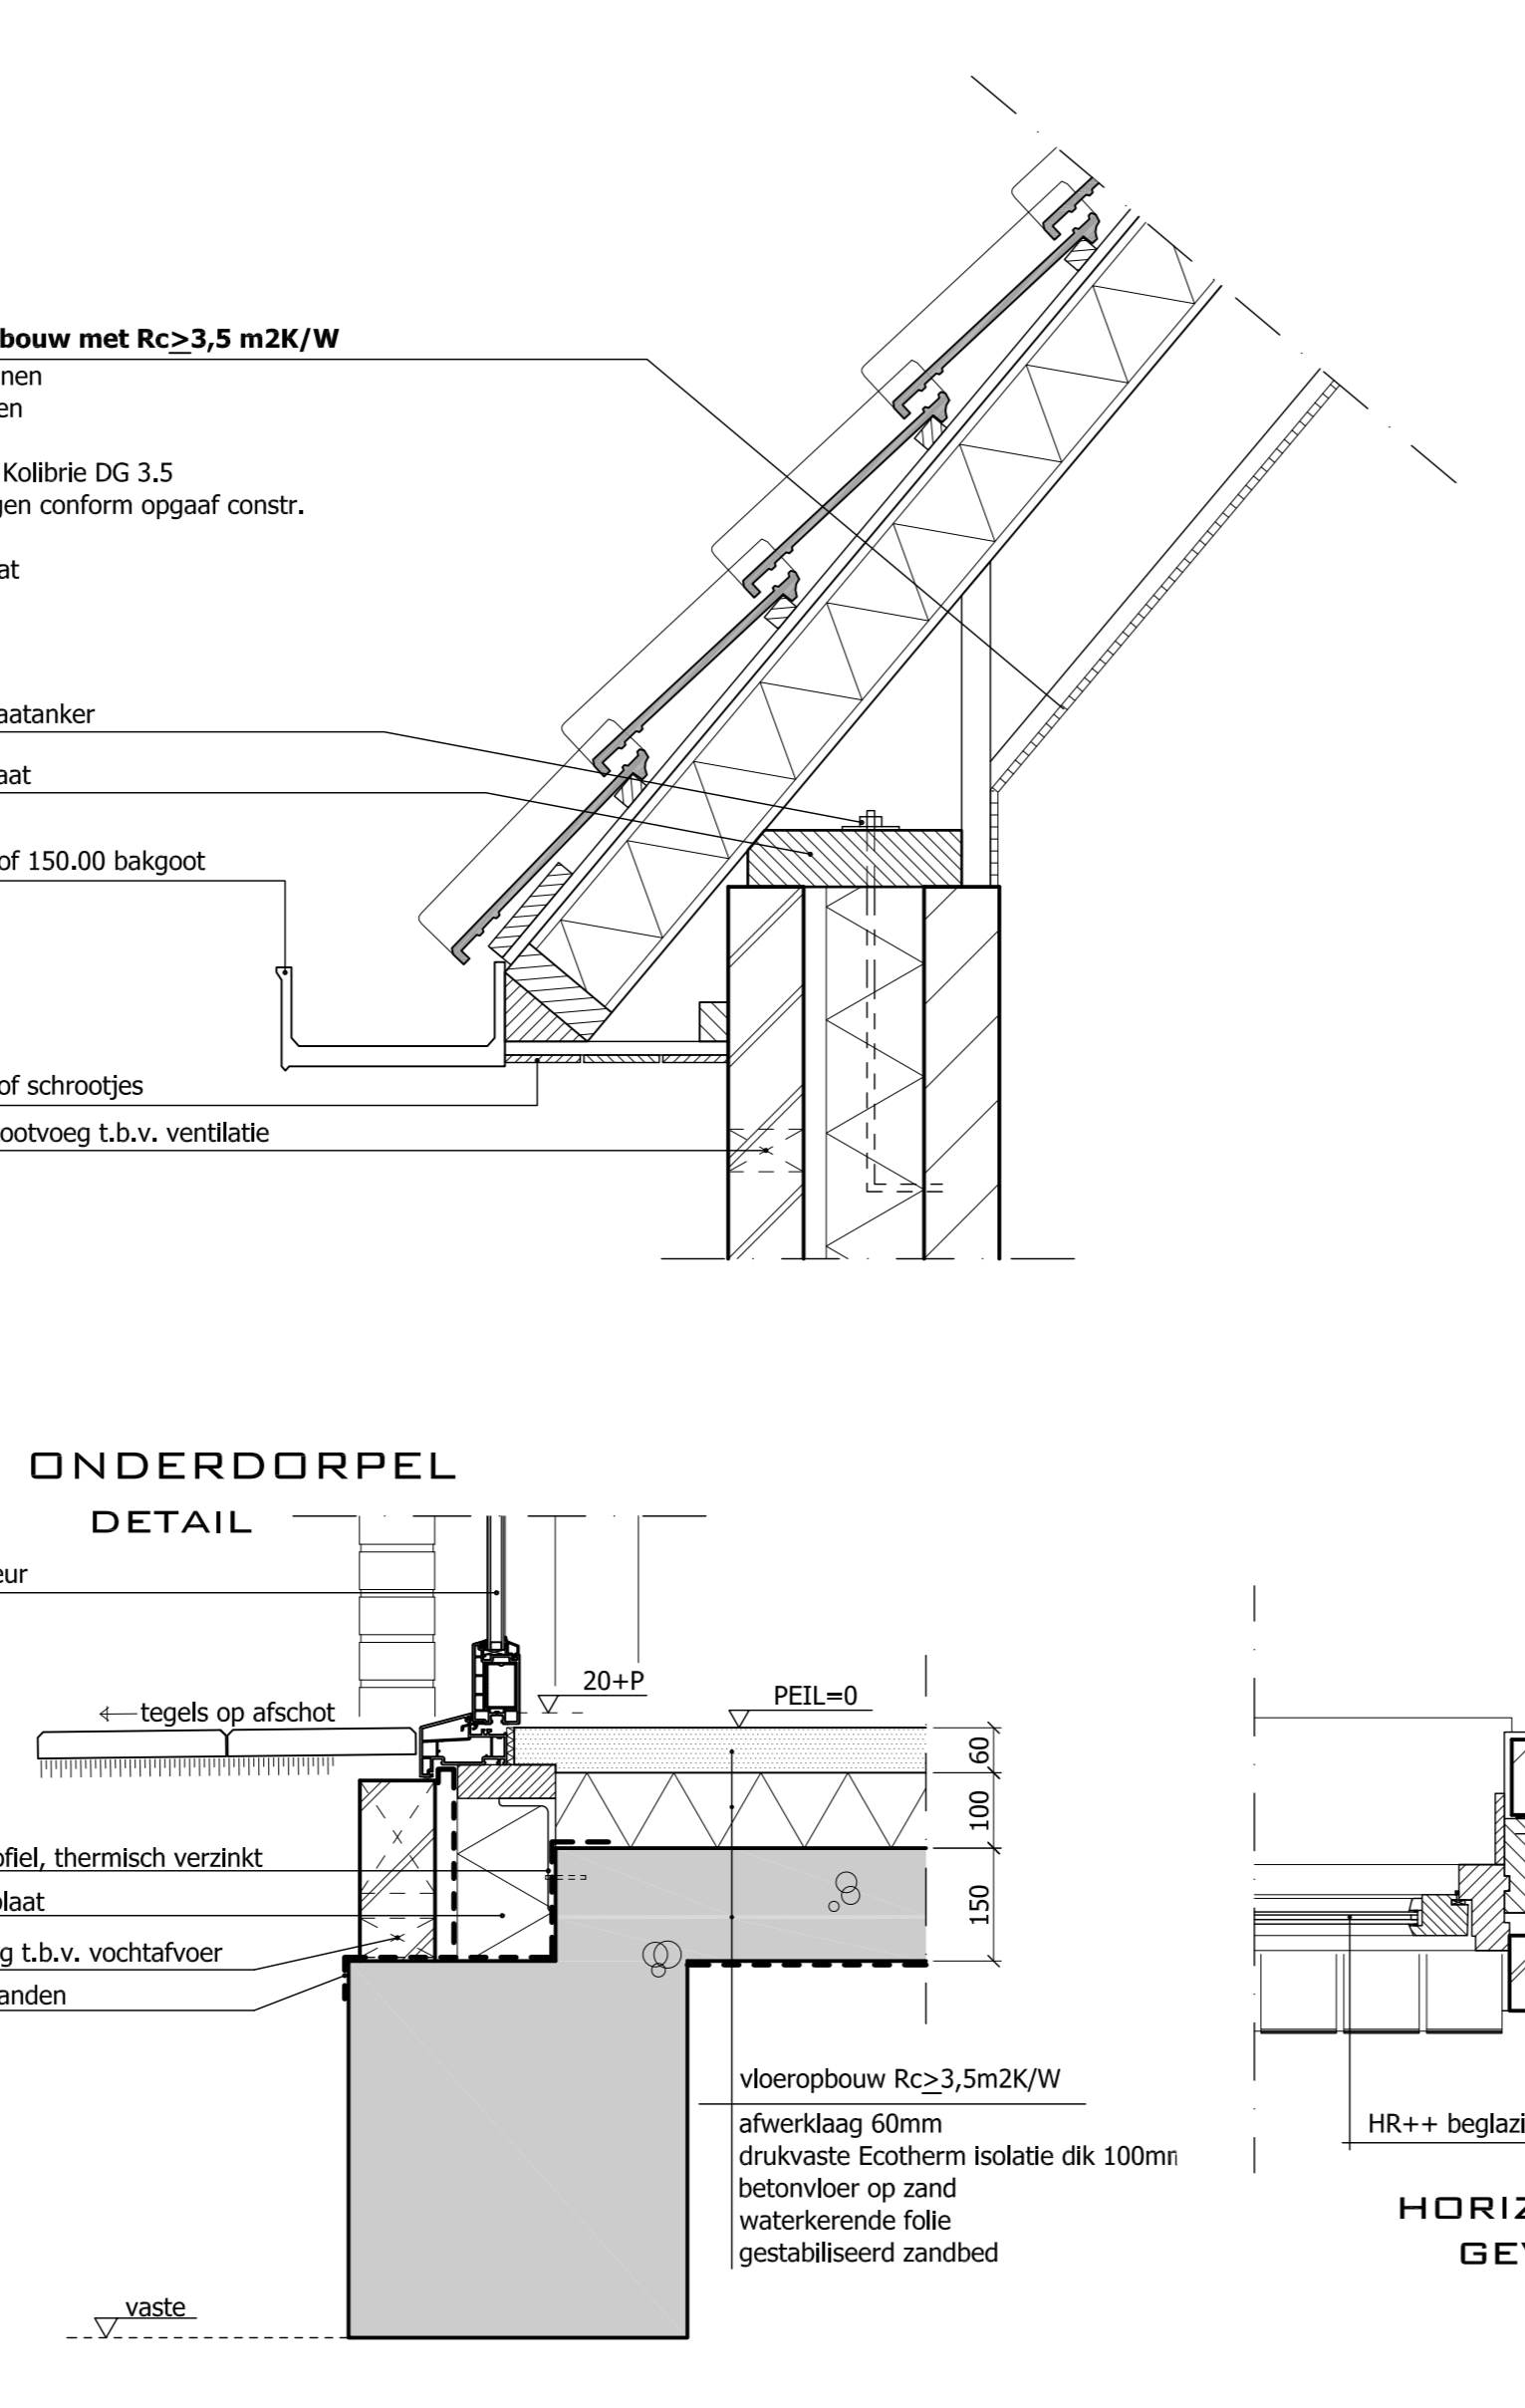 bouw met Rc>3,5 m2K/W
nen
en
Kolibrie DG 3.5
gen conform opgaaf constr.
at
aatanker
aat
of 150.00 bakgoot
of schrootjes
ootvoeg t.b.v. ventilatie
ONDERDORPEL
DETAIL
eur
20+P
PEIL=0
tegels op afschot
60
100
150
ofiel, thermisch verzinkt
plaat
g t.b.v. vochtafvoer
anden
vloeropbouw Rc>3,5m2K/W
afwerklaag 60mm
drukvaste Ecotherm isolatie dik 100mm
betonvloer op zand
waterkerende folie
gestabiliseerd zandbed
vaste
HR++ beglazi
HORIZ
GEV